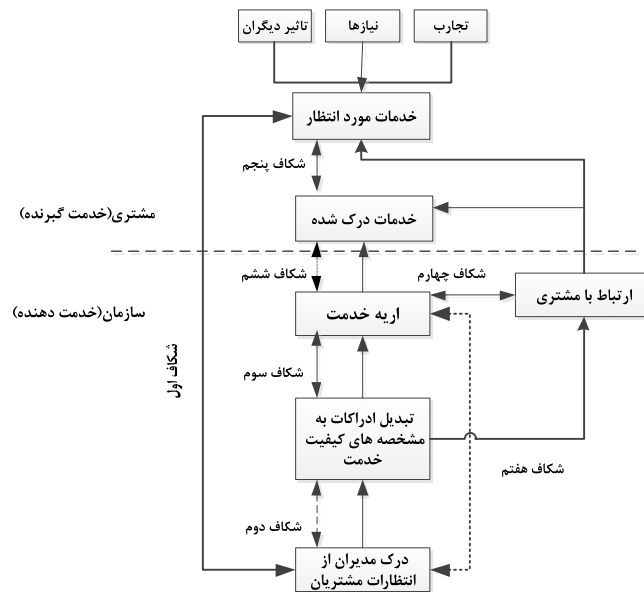 تجارب
نیازها
تاثیر دیگران
خدمات مورد انتظار
شکاف پنجم
مشتری(خدمت گبرنده)
خدمات درک شده
شکاف ششم
شکاف چهارم
سازمان(خدمت دهنده)
اریه خدمت
ارتباط با مشتری
شکاف اول
شکاف سوم
تبدیل ادراکات به
مشخصه های کیفیت
خدمت
شکاف هفتم
شکاف دوم
درک مدیران از
انتظارات مشتریان